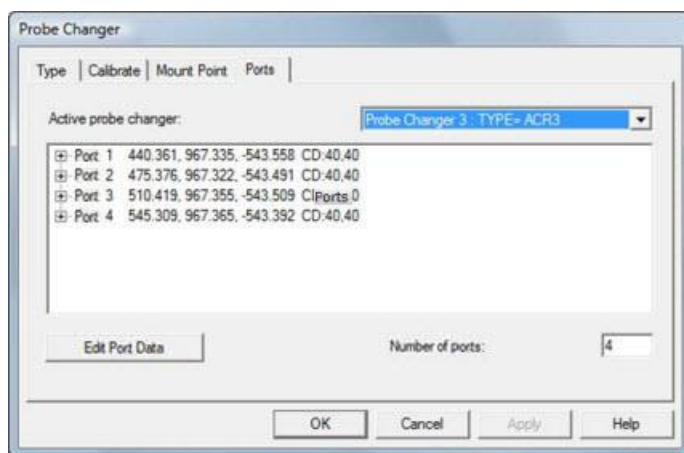 Probe Changer
Type Calibrate Mount Point Ports
Active probe changer: Probe Changer 3 : TYPE= ACR3
Port 1 440.361, 967.335, -543.558 CD:40,40
Port 2 475.376, 967.322, -543.491 CD:40,40
Port 3 510.419, 967.355, -543.509 Ports 0
Port 4 545.309, 967.365, -543.392 CD:40,40
Edit Port Data Number of ports: 4
OK Cancel Apply Help